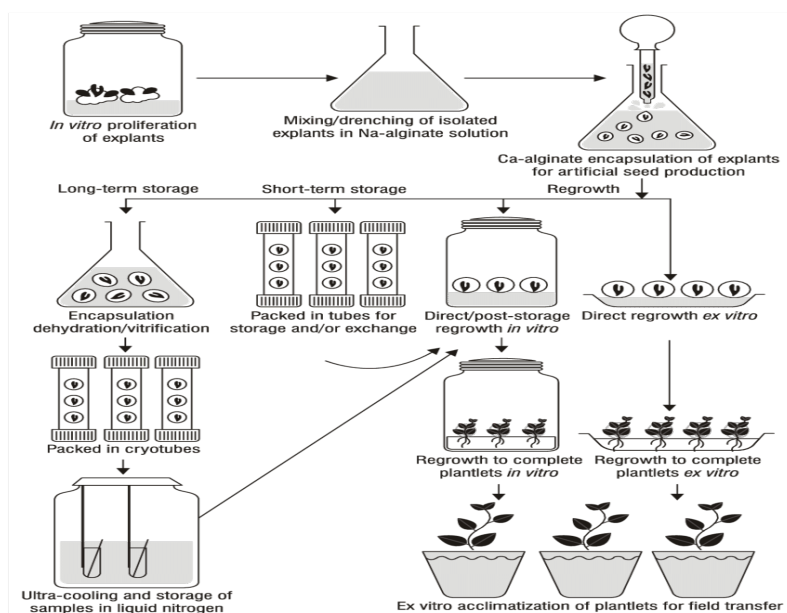 In vitro proliferation
of explants
Mixing/drenching of isolated
explants in Na-alginate solution
Ca-alginate encapsulation of explants
for artificial seed production
Long-term storage
Short-term storage
Regrowth
Encapsulation
dehydration/vitrification
Packed in tubes for
storage and/or exchange
Direct/post-storage
regrowth in vitro
Direct regrowth ex vitro
Packed in cryotubes
Regrowth to complete
plantlets in vitro
Regrowth to complete
plantlets ex vitro
Ultra-cooling and storage of
samples in liquid nitrogen
Ex vitro acclimatization of plantlets for field transfer